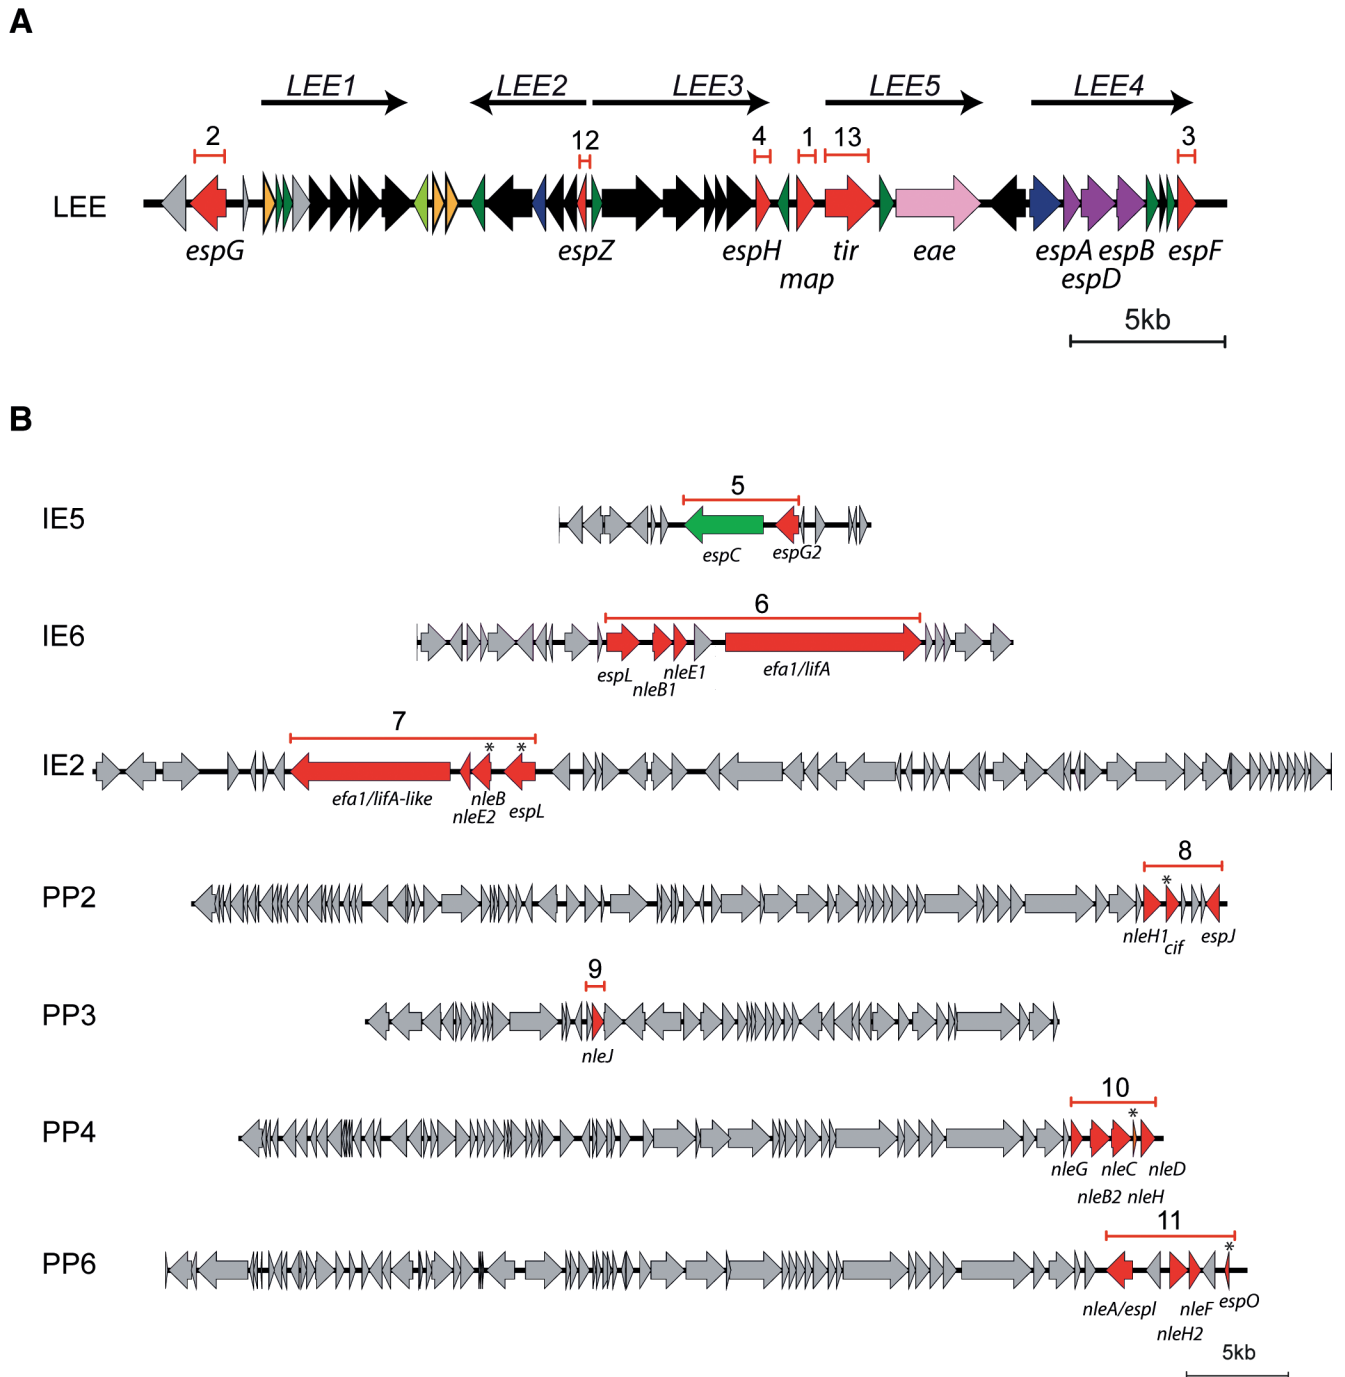 A
LEE1 LEE2 LEE3 LEE5 LEE4
2 12 4 1 13 3
LEE
espG espZ espH tir eae espA espB espF
map espD
5kb
B
5
IE5
espC espG2
6
IE6
espL nleE1 efa1/lifA
nleB1
7
* *
IE2
efa1/lifA-like nleB espL
nleE2
8
*
PP2
nleH1 cif espJ
9
PP3
nleJ
10
*
PP4
nleG nleC nleD
nleB2 nleH
11
*
PP6
nleA/espI nleF espO
nleH2
5kb